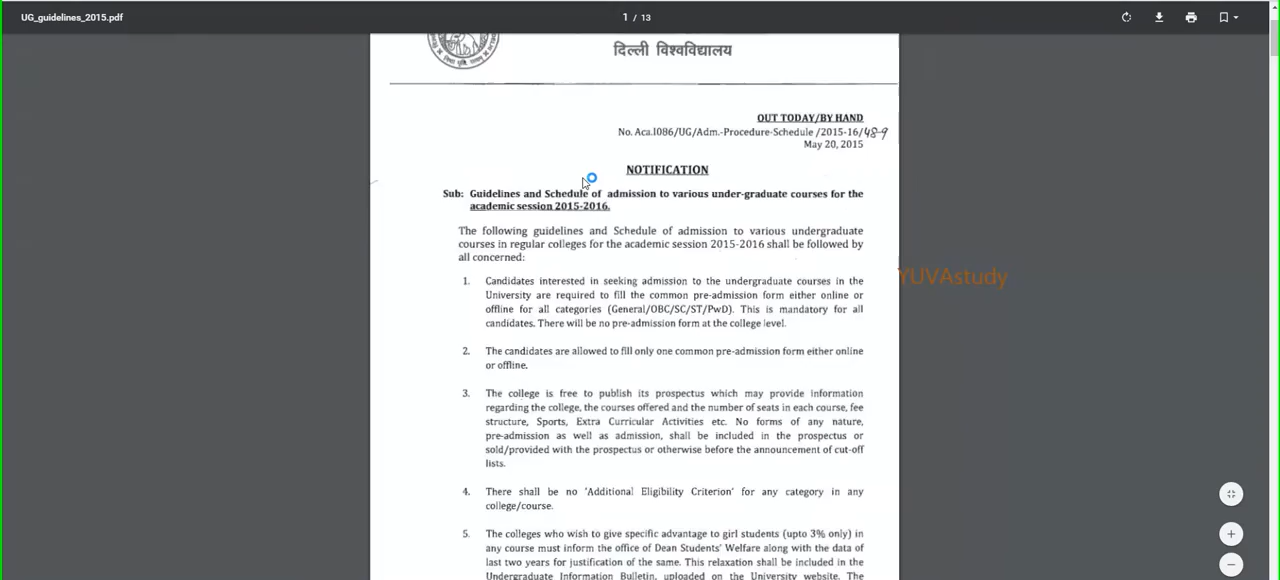 UG_guidelines_2015.pdf
1 / 13
दिल्ली विश्वविद्यालय
OUT TODAY/BY HAND
No. Aca.I086/UG/Adm.-Procedure-Schedule /2015-16/489
May 20, 2015
NOTIFICATION
Sub: Guidelines and Schedule of admission to various under-graduate courses for the
academic session 2015-2016.
The following guidelines and Schedule of admission to various undergraduate
courses in regular colleges for the academic session 2015-2016 shall be followed by
all concerned:
YUVAstudy
1. Candidates interested in seeking admission to the undergraduate courses in the
University are required to fill the common pre-admission form either online or
offline for all categories (General/OBC/SC/ST/PwD). This is mandatory for all
candidates. There will be no pre-admission form at the college level.
2. The candidates are allowed to fill only one common pre-admission form either online
or offline.
3. The college is free to publish its prospectus which may provide information
regarding the college, the courses offered and the number of seats in each course, fee
structure, Sports, Extra Curricular Activities etc. No forms of any nature,
pre-admission as well as admission, shall be included in the prospectus or
sold/provided with the prospectus or otherwise before the announcement of cut-off
lists.
4. There shall be no 'Additional Eligibility Criterion' for any category in any
college/course.
5. The colleges who wish to give specific advantage to girl students (upto 3% only) in
any course must inform the office of Dean Students' Welfare along with the data of
last two years for justification of the same. This relaxation shall be included in the
Undergraduate Information Bulletin, uploaded on the University website. The